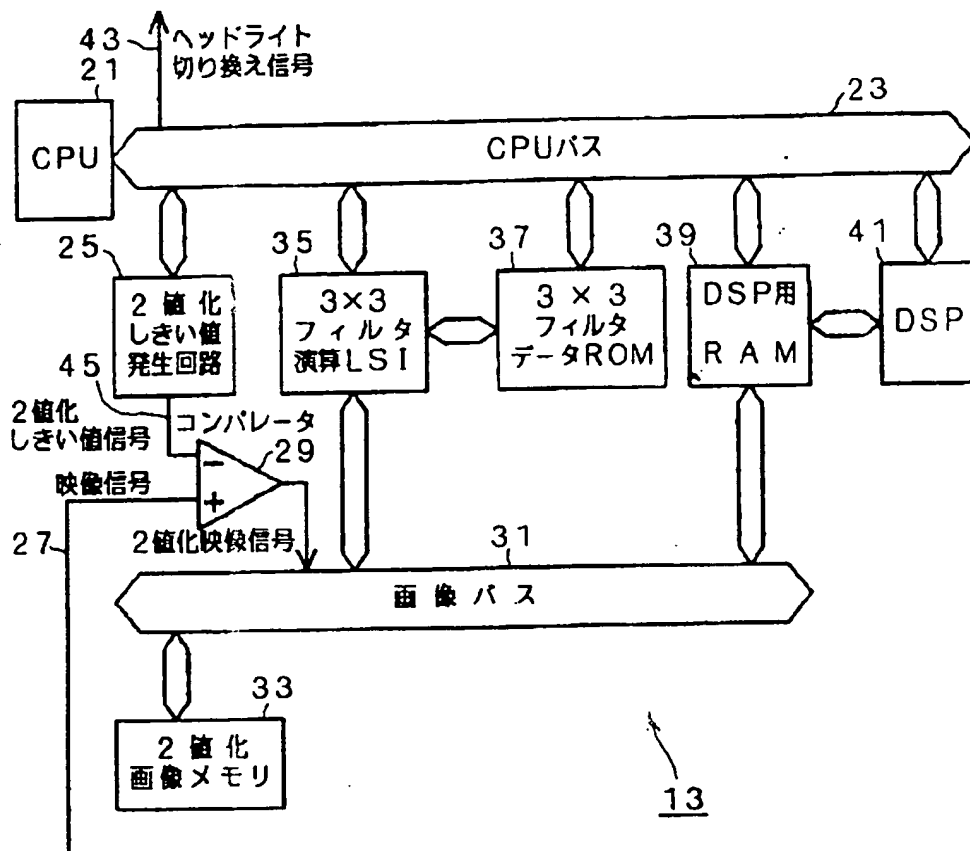 43
ヘッドライト
切り換え信号
21
CPU
23
CPUバス
25
2値化
しきい値
発生回路
35
3×3
フィルタ
演算LSI
37
3×3
フィルタ
データROM
39
DSP用
RAM
41
DSP
45
2値化
しきい値信号
コンパレータ
29
−
+
映像信号
27
2値化映像信号
31
画像バス
33
2値化
画像メモリ
13